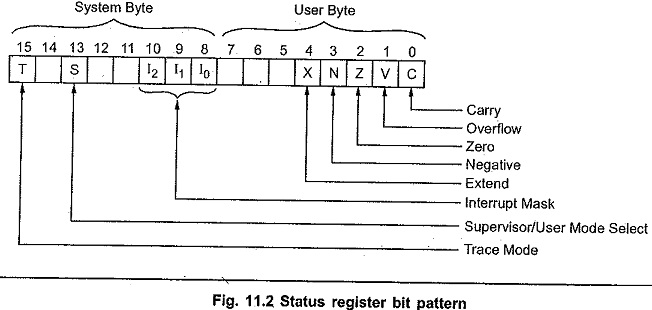 System Byte User Byte
15 14 13 12 11 10 9 8 7 6 5 4 3 2 1 0
T S I2 I1 I0 X N Z V C
Carry
Overflow
Zero
Negative
Extend
Interrupt Mask
Supervisor/User Mode Select
Trace Mode
Fig. 11.2 Status register bit pattern